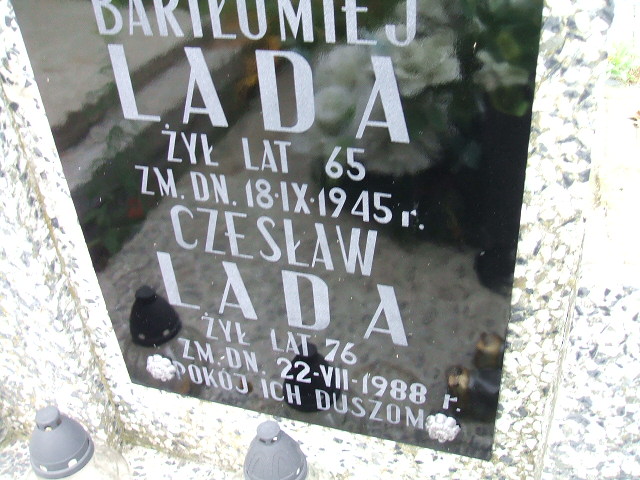 BARTŁOMIEJ
LADA
ŻYŁ LAT 65
ZM. DN. 18·IX·1945 r.
CZESŁAW
LADA
ŻYŁ LAT 76
ZM. DN. 22-VII-1988 r.
POKÓJ ICH DUSZOM